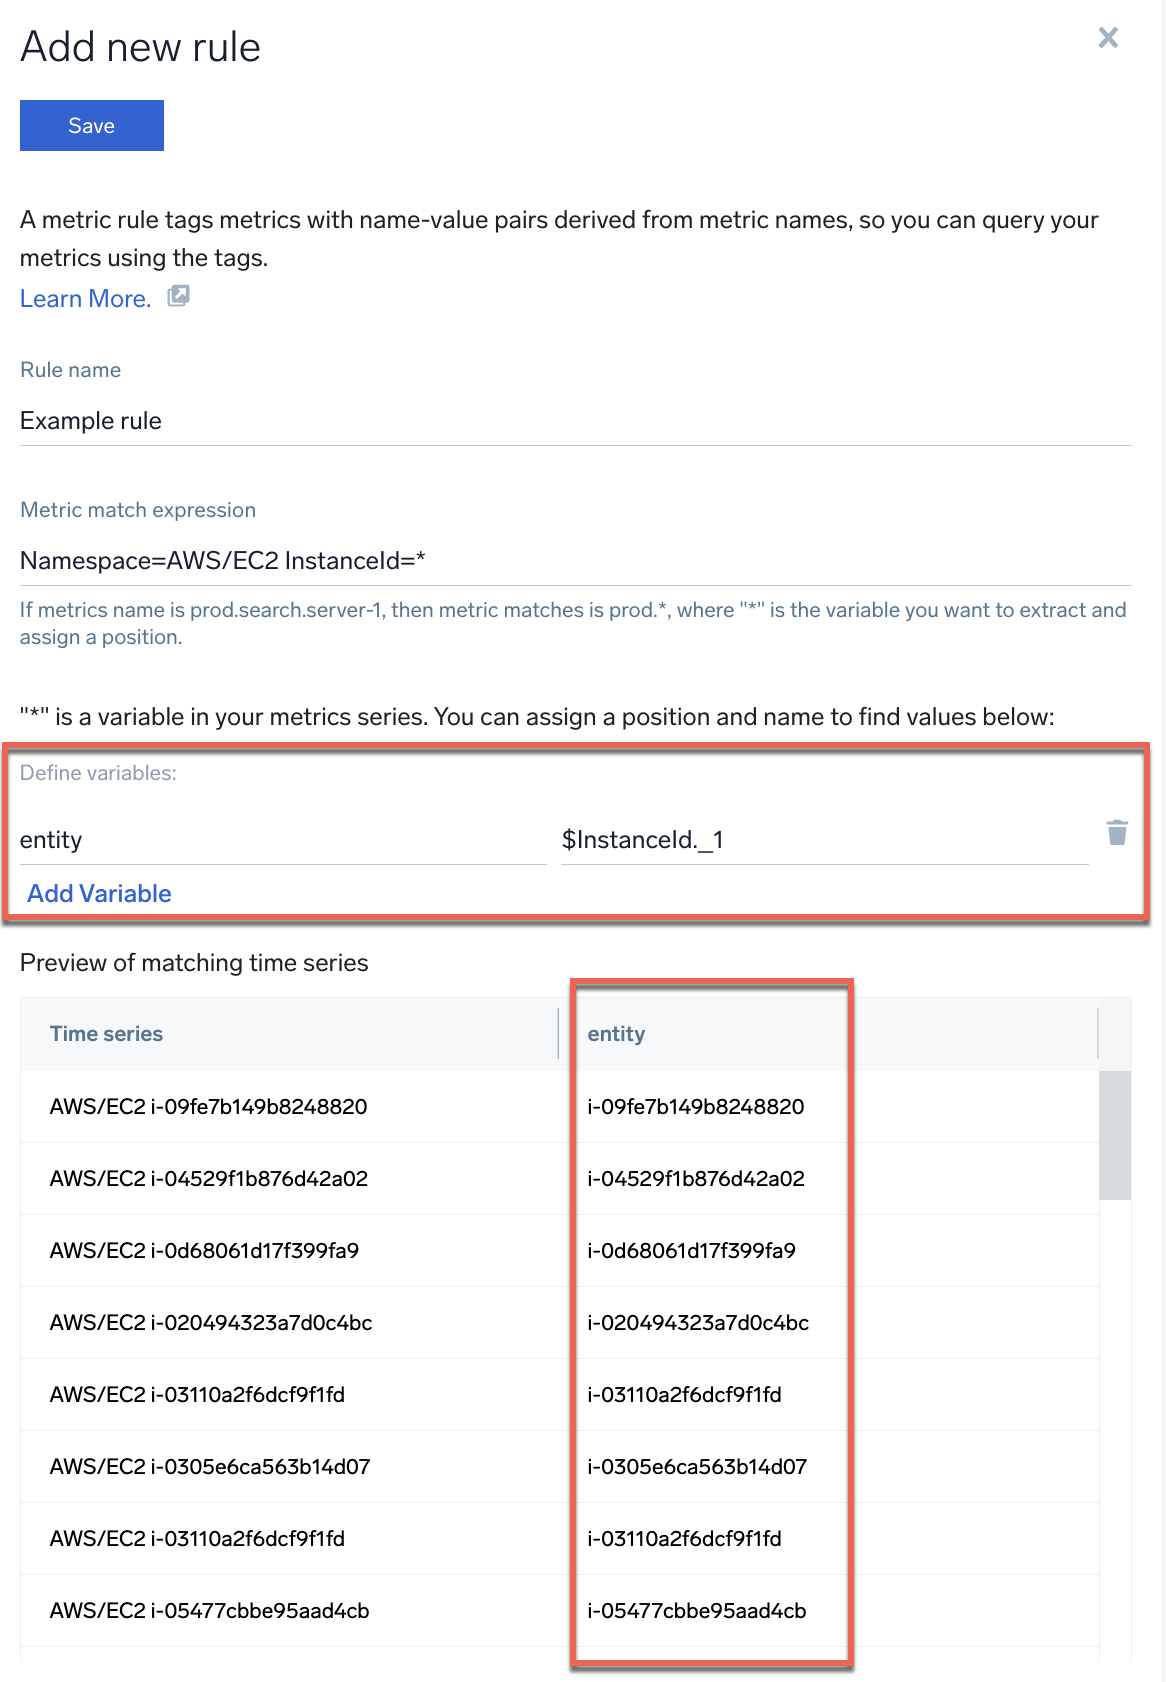 Add new rule
Save
A metric rule tags metrics with name-value pairs derived from metric names, so you can query your
metrics using the tags.
Learn More.
Rule name
Example rule
Metric match expression
Namespace=AWS/EC2 InstanceId=*
If metrics name is prod.search.server-1, then metric matches is prod.*, where "*" is the variable you want to extract and
assign a position.
"*" is a variable in your metrics series. You can assign a position and name to find values below:
Define variables:
entity $InstanceId._1
Add Variable
Preview of matching time series
Time series entity
AWS/EC2 i-09fe7b149b8248820 i-09fe7b149b8248820
AWS/EC2 i-04529f1b876d42a02 i-04529f1b876d42a02
AWS/EC2 i-0d68061d17f399fa9 i-0d68061d17f399fa9
AWS/EC2 i-020494323a7d0c4bc i-020494323a7d0c4bc
AWS/EC2 i-03110a2f6dcf9f1fd i-03110a2f6dcf9f1fd
AWS/EC2 i-0305e6ca563b14d07 i-0305e6ca563b14d07
AWS/EC2 i-03110a2f6dcf9f1fd i-03110a2f6dcf9f1fd
AWS/EC2 i-05477cbbe95aad4cb i-05477cbbe95aad4cb